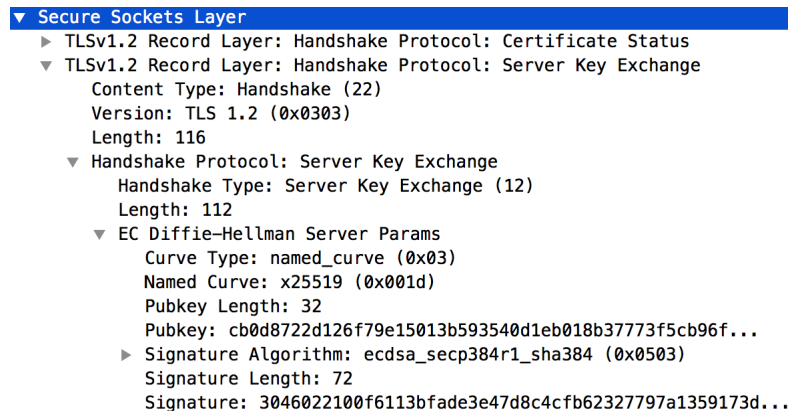 Secure Sockets Layer
TLSv1.2 Record Layer: Handshake Protocol: Certificate Status
TLSv1.2 Record Layer: Handshake Protocol: Server Key Exchange
Content Type: Handshake (22)
Version: TLS 1.2 (0x0303)
Length: 116
Handshake Protocol: Server Key Exchange
Handshake Type: Server Key Exchange (12)
Length: 112
EC Diffie-Hellman Server Params
Curve Type: named_curve (0x03)
Named Curve: x25519 (0x001d)
Pubkey Length: 32
Pubkey: cb0d8722d126f79e15013b593540d1eb018b37773f5cb96f...
Signature Algorithm: ecdsa_secp384r1_sha384 (0x0503)
Signature Length: 72
Signature: 3046022100f6113bfade3e47d8c4cfb62327797a1359173d...